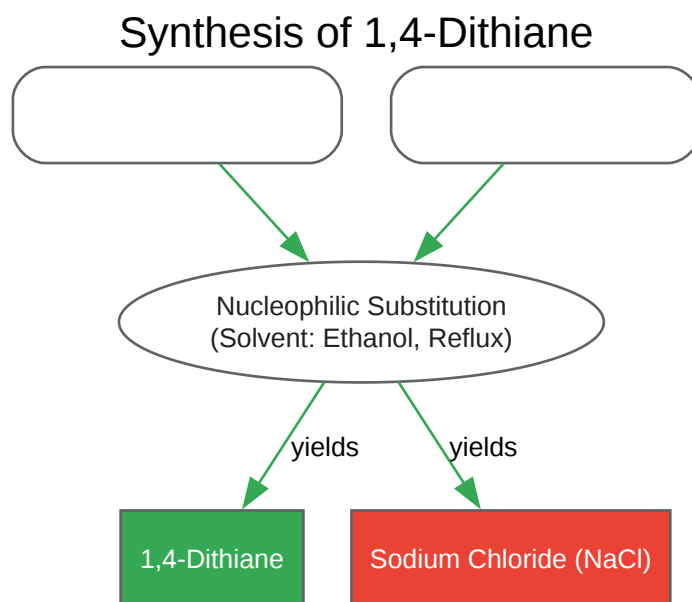 Synthesis of 1,4-Dithiane
Nucleophilic Substitution
(Solvent: Ethanol, Reflux)
yields
yields
1,4-Dithiane
Sodium Chloride (NaCl)